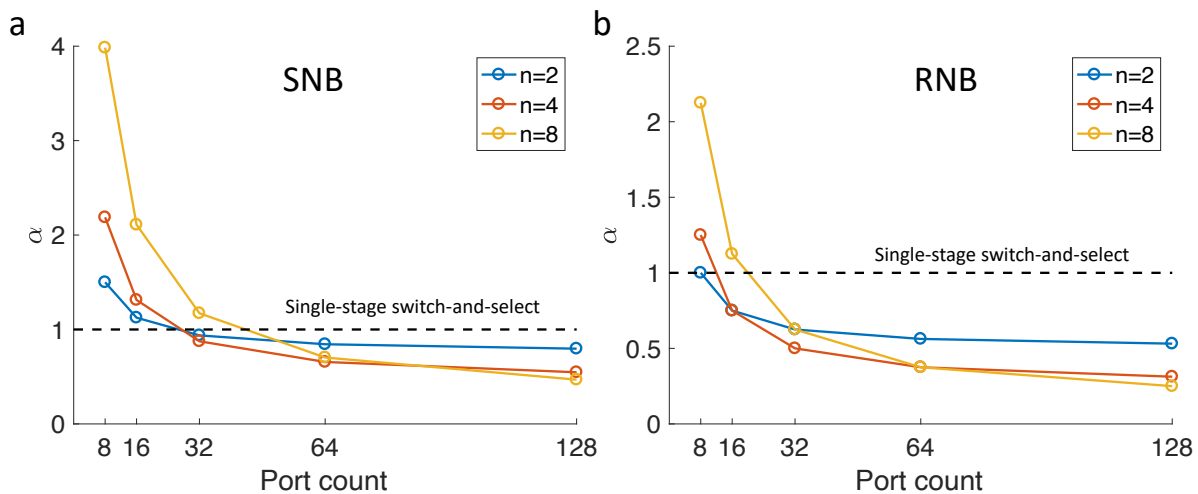 a
SNB
n=2
n=4
n=8
4
3
2
1
0
α
Single-stage switch-and-select
8 16 32 64 128
Port count
b
RNB
n=2
n=4
n=8
2.5
2
1.5
1
0.5
0
α
Single-stage switch-and-select
8 16 32 64 128
Port count